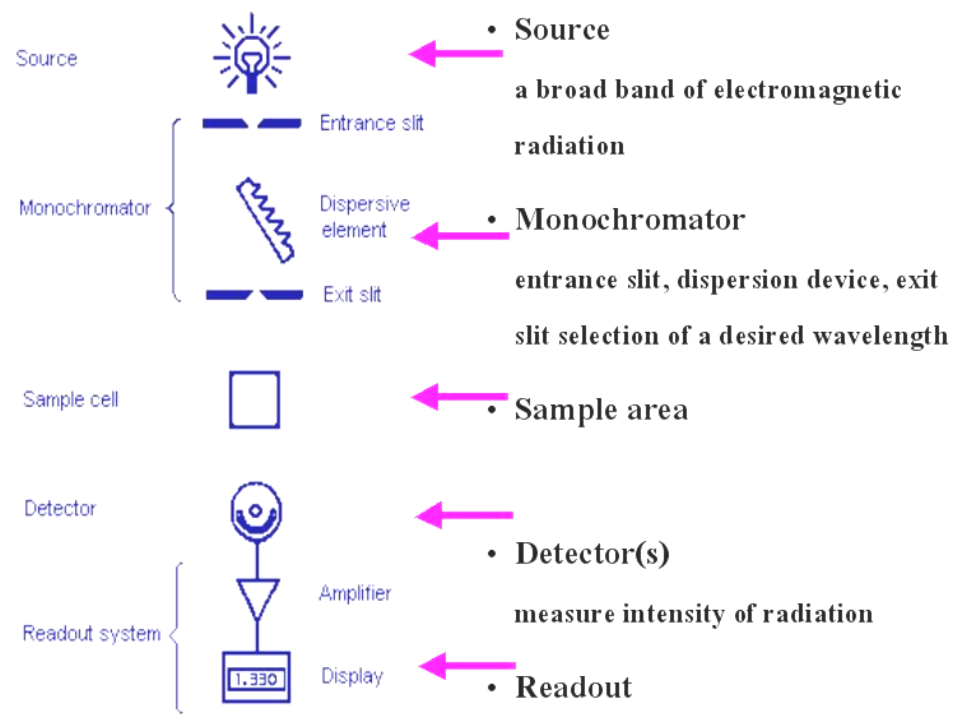 Source
Entrance slit
Monochromator
Dispersive
element
Exit slit
Sample cell
Detector
Amplifier
Readout system
1.330
Display
• Source
a broad band of electromagnetic
radiation
• Monochromator
entrance slit, dispersion device, exit
slit selection of a desired wavelength
• Sample area
• Detector(s)
measure intensity of radiation
• Readout